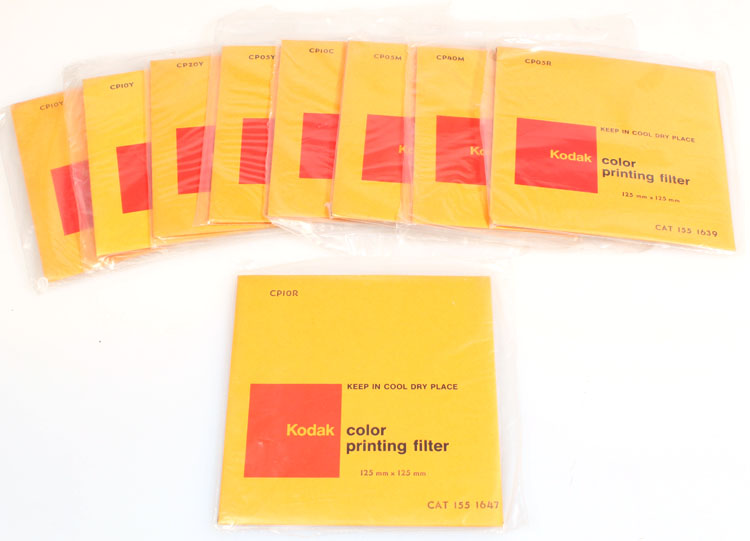 CP10Y
CP10Y
CP20Y
CP05Y
CP10C
CP05M
CP40M
CP05R
Kodak
Kodak
KEEP IN COOL DRY PLACE
Kodak
color
printing filter
125 mm x 125 mm
CAT 155 1639
CP10R
KEEP IN COOL DRY PLACE
Kodak
color
printing filter
125 mm x 125 mm
CAT 155 1647